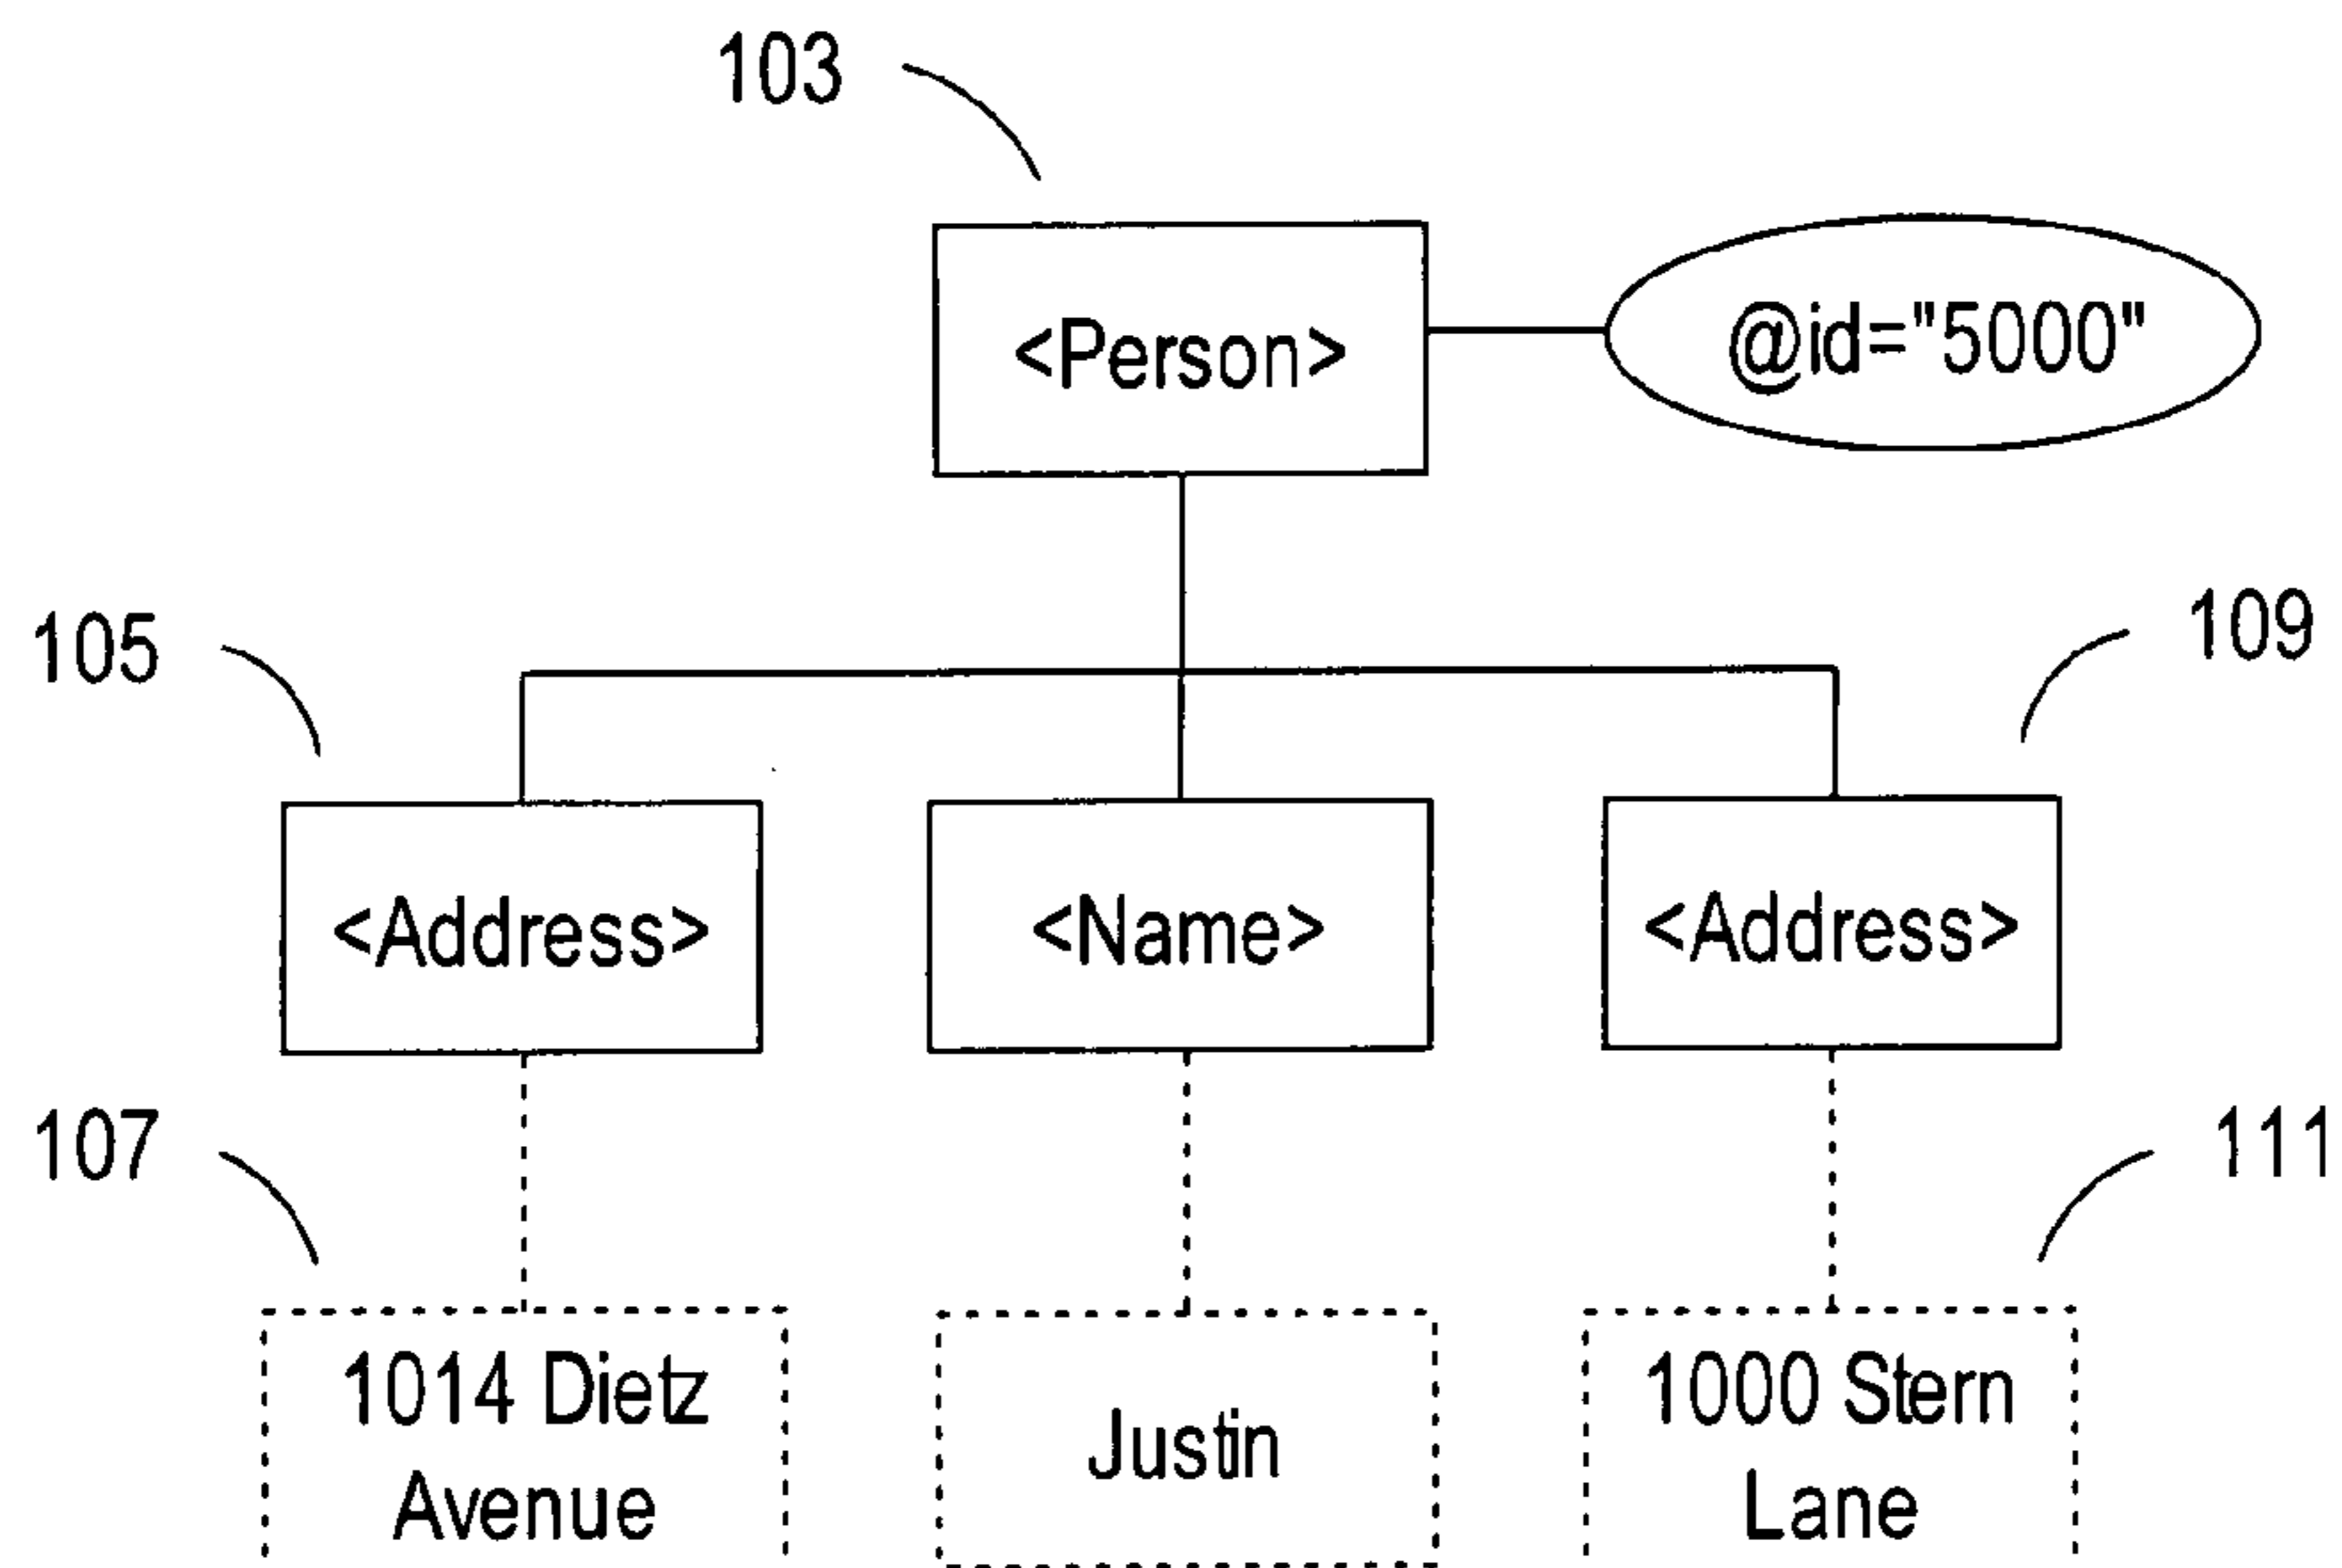 103
<Person>
@id="5000"
105
109
<Address>
<Name>
<Address>
107
111
1014 Dietz
Avenue
Justin
1000 Stern
Lane